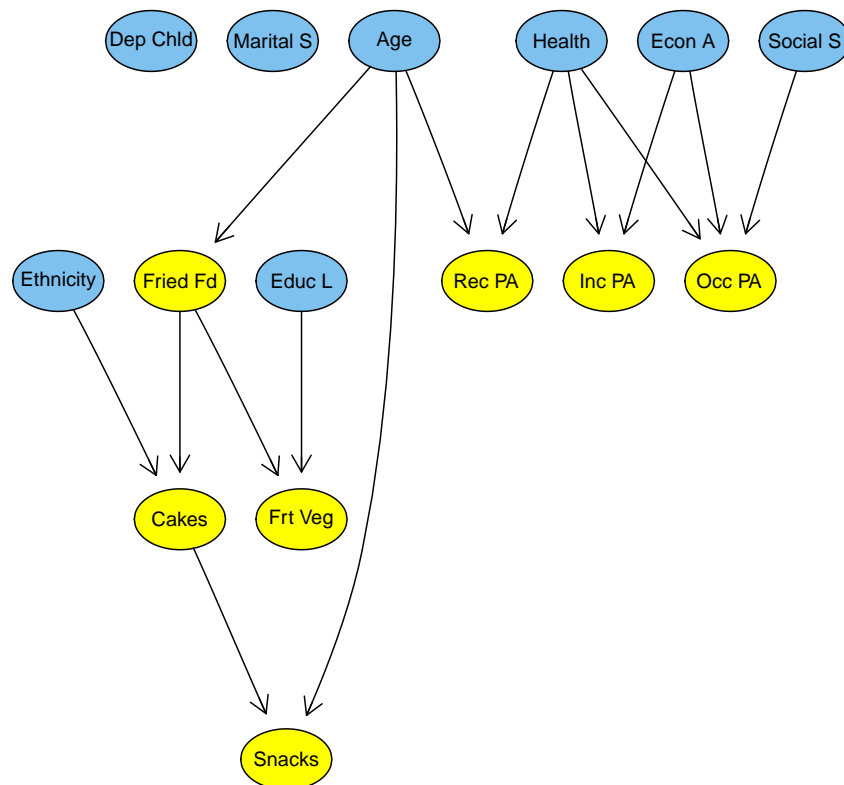 Dep Chld
Marital S
Age
Health
Econ A
Social S
Ethnicity
Fried Fd
Educ L
Rec PA
Inc PA
Occ PA
Cakes
Frt Veg
Snacks